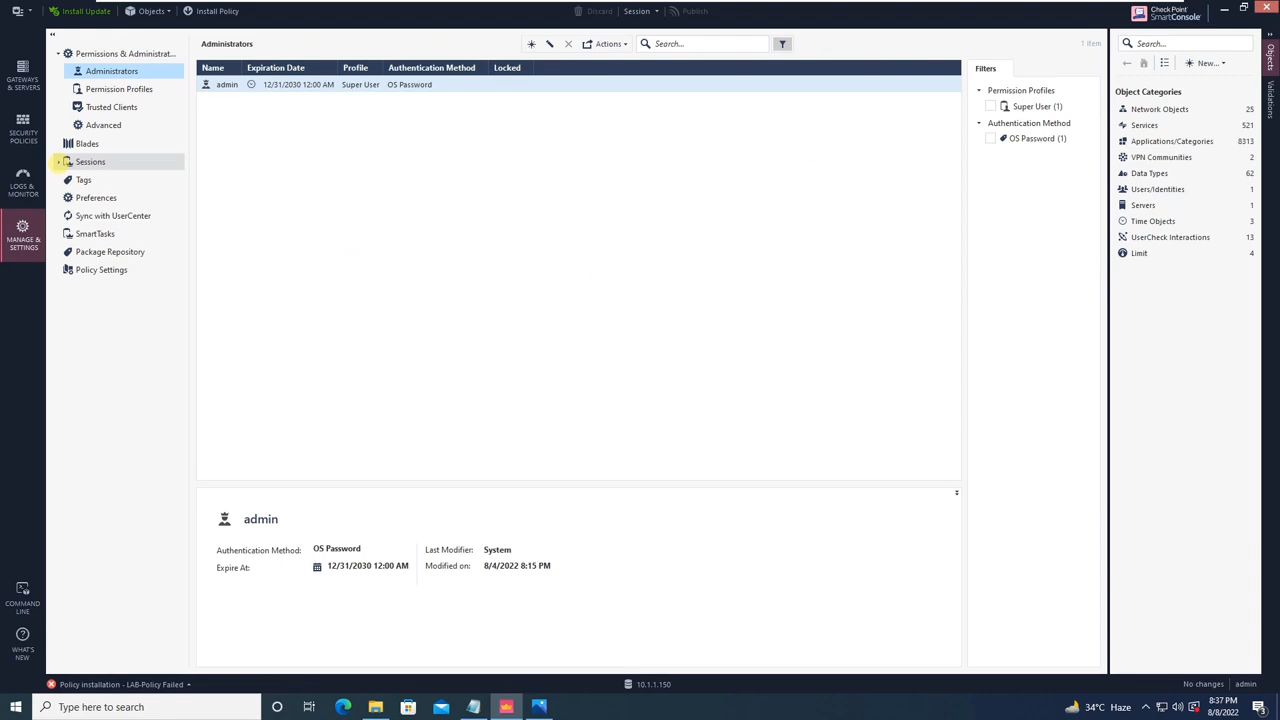 Install Update
Objects
Install Policy
Discard
Session
Publish
Check Point
SmartConsole
GATEWAYS
& SERVERS
SECURITY
POLICIES
LOGS &
MONITOR
MANAGE &
SETTINGS
COMMAND
LINE
WHAT'S
NEW
Permissions & Administrat...
Administrators
Permission Profiles
Trusted Clients
Advanced
Blades
Sessions
Tags
Preferences
Sync with UserCenter
SmartTasks
Package Repository
Policy Settings
Administrators
Actions
Search...
1 item
Name Expiration Date Profile Authentication Method Locked
admin 12/31/2030 12:00 AM Super User OS Password
Filters
Permission Profiles
Super User (1)
Authentication Method
OS Password (1)
admin
Authentication Method: OS Password Last Modifier: System
Expire At: 12/31/2030 12:00 AM Modified on: 8/4/2022 8:15 PM
Search...
New...
Object Categories
Network Objects 25
Services 521
Applications/Categories 8313
VPN Communities 2
Data Types 62
Users/Identities 1
Servers 1
Time Objects 3
UserCheck Interactions 13
Limit 4
Objects
Validations
Policy installation - LAB-Policy Failed
10.1.1.150
No changes
admin
Type here to search
34°C Haze
8:37 PM
8/8/2022
3